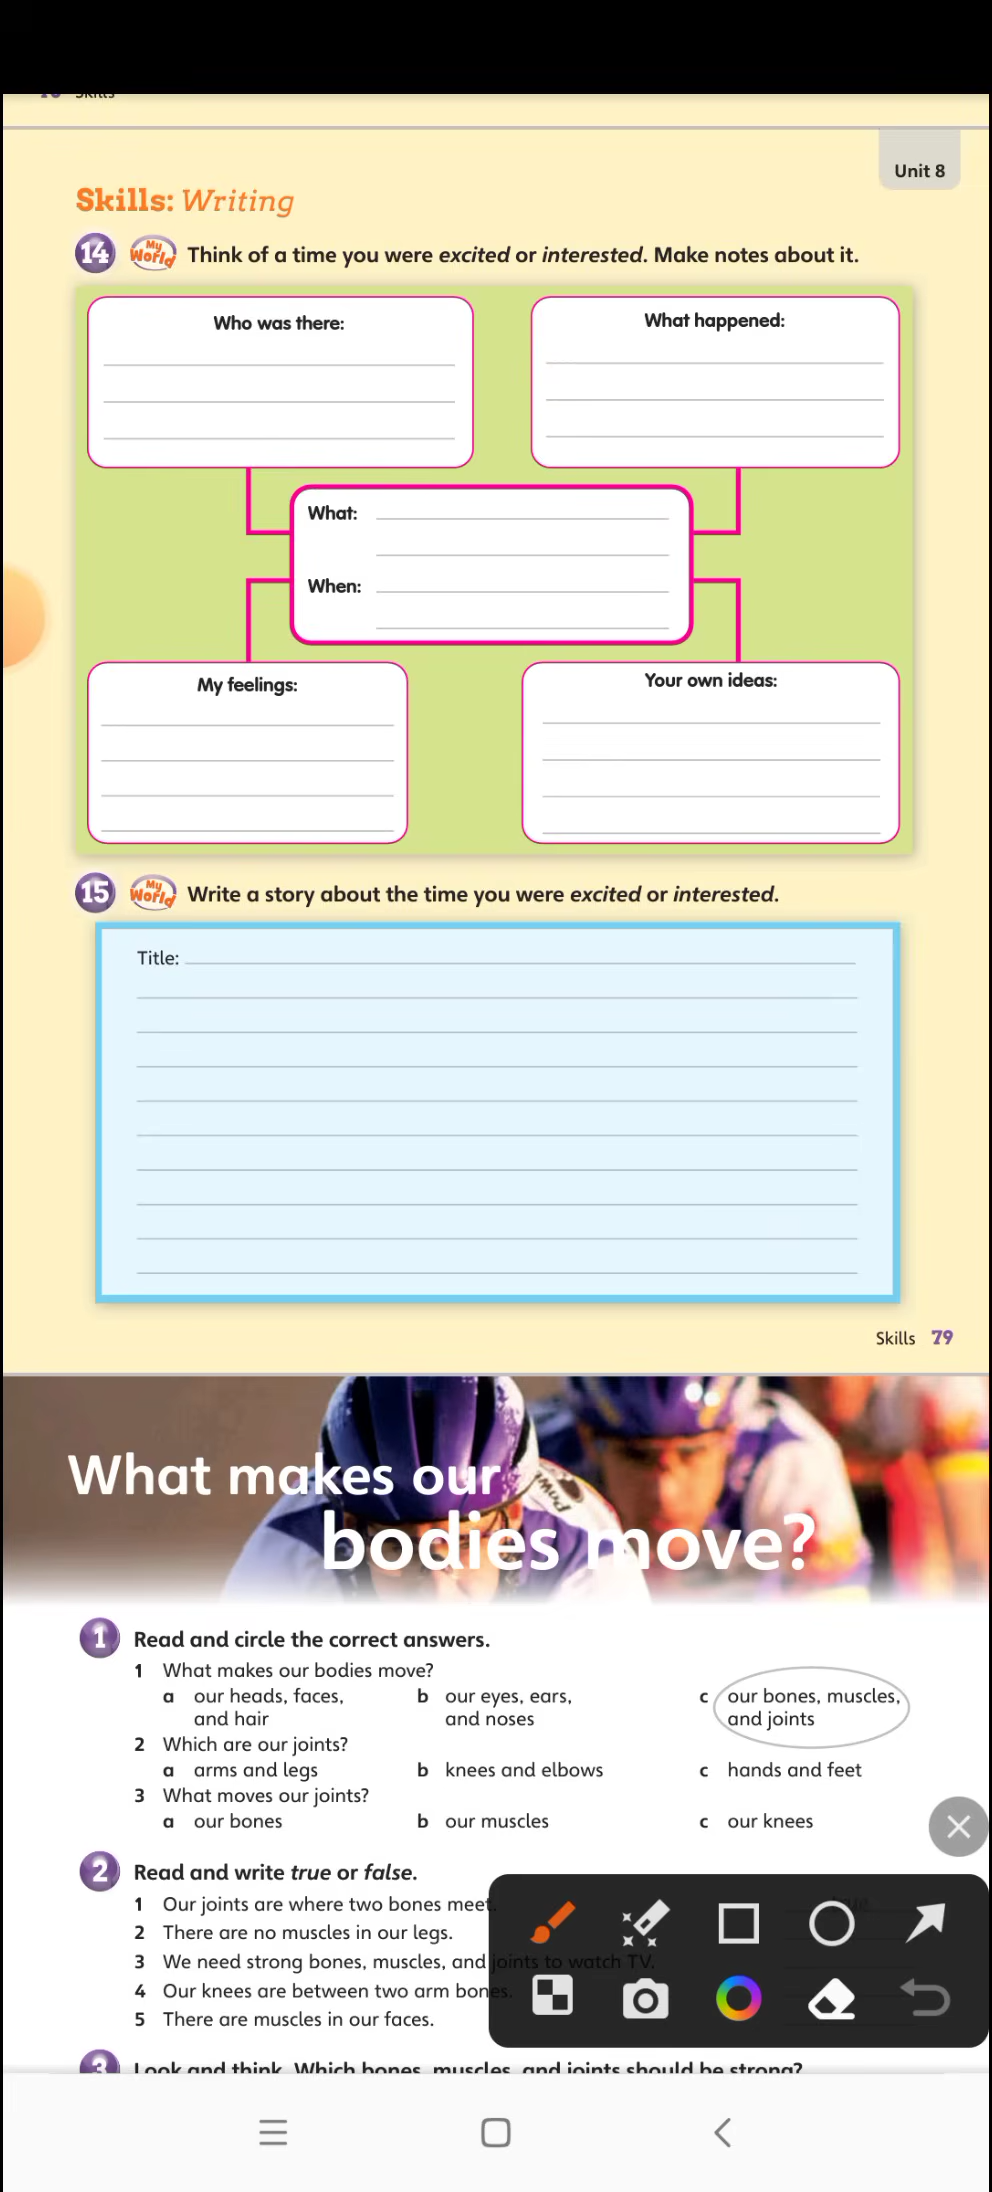 Skills
Unit 8
Skills: Writing
14 My World Think of a time you were excited or interested. Make notes about it.
Who was there:
What happened:
What:
When:
My feelings:
Your own ideas:
15 My World Write a story about the time you were excited or interested.
Title:
Skills 79
What makes our
bodies move?
1 Read and circle the correct answers.
1 What makes our bodies move?
a our heads, faces, and hair
b our eyes, ears, and noses
c our bones, muscles, and joints
2 Which are our joints?
a arms and legs
b knees and elbows
c hands and feet
3 What moves our joints?
a our bones
b our muscles
c our knees
2 Read and write true or false.
1 Our joints are where two bones meet.
true
2 There are no muscles in our legs.
3 We need strong bones, muscles, and joints to watch TV.
4 Our knees are between two arm bones.
5 There are muscles in our faces.
3 Look and think. Which bones, muscles, and joints should be strong?